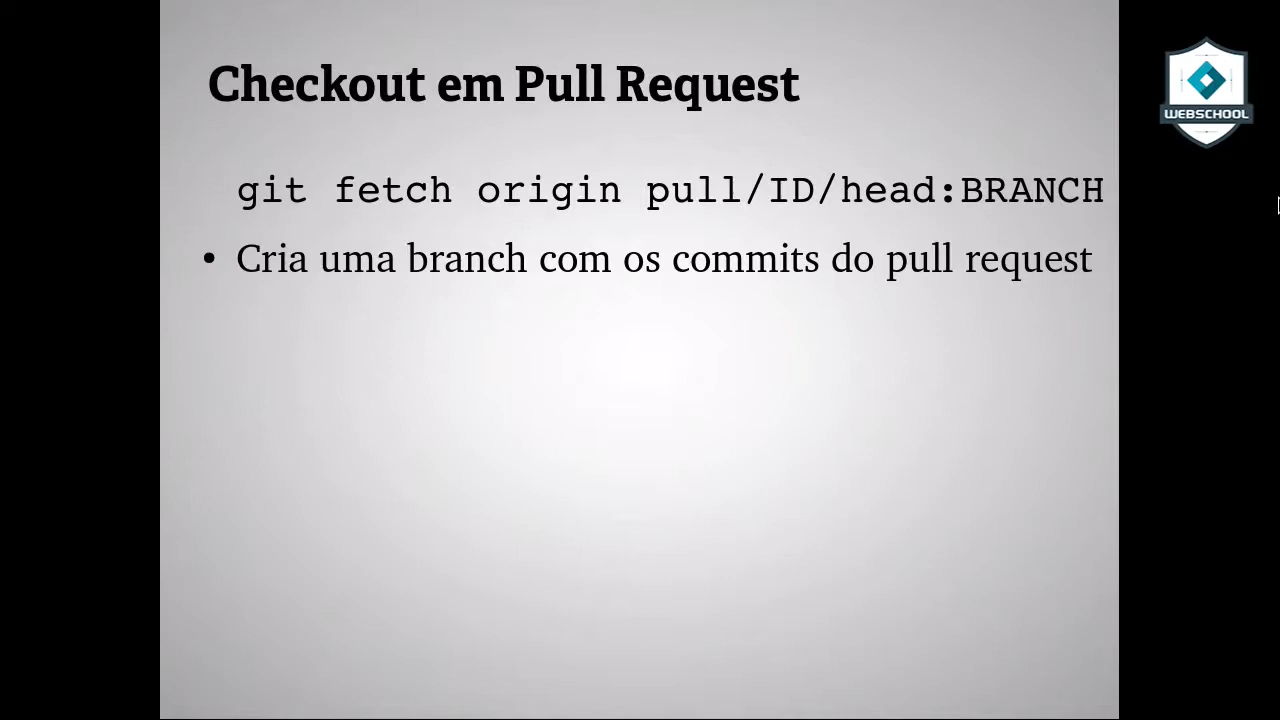 Checkout em Pull Request
WEBSCHOOL
git fetch origin pull/ID/head:BRANCH
• Cria uma branch com os commits do pull request